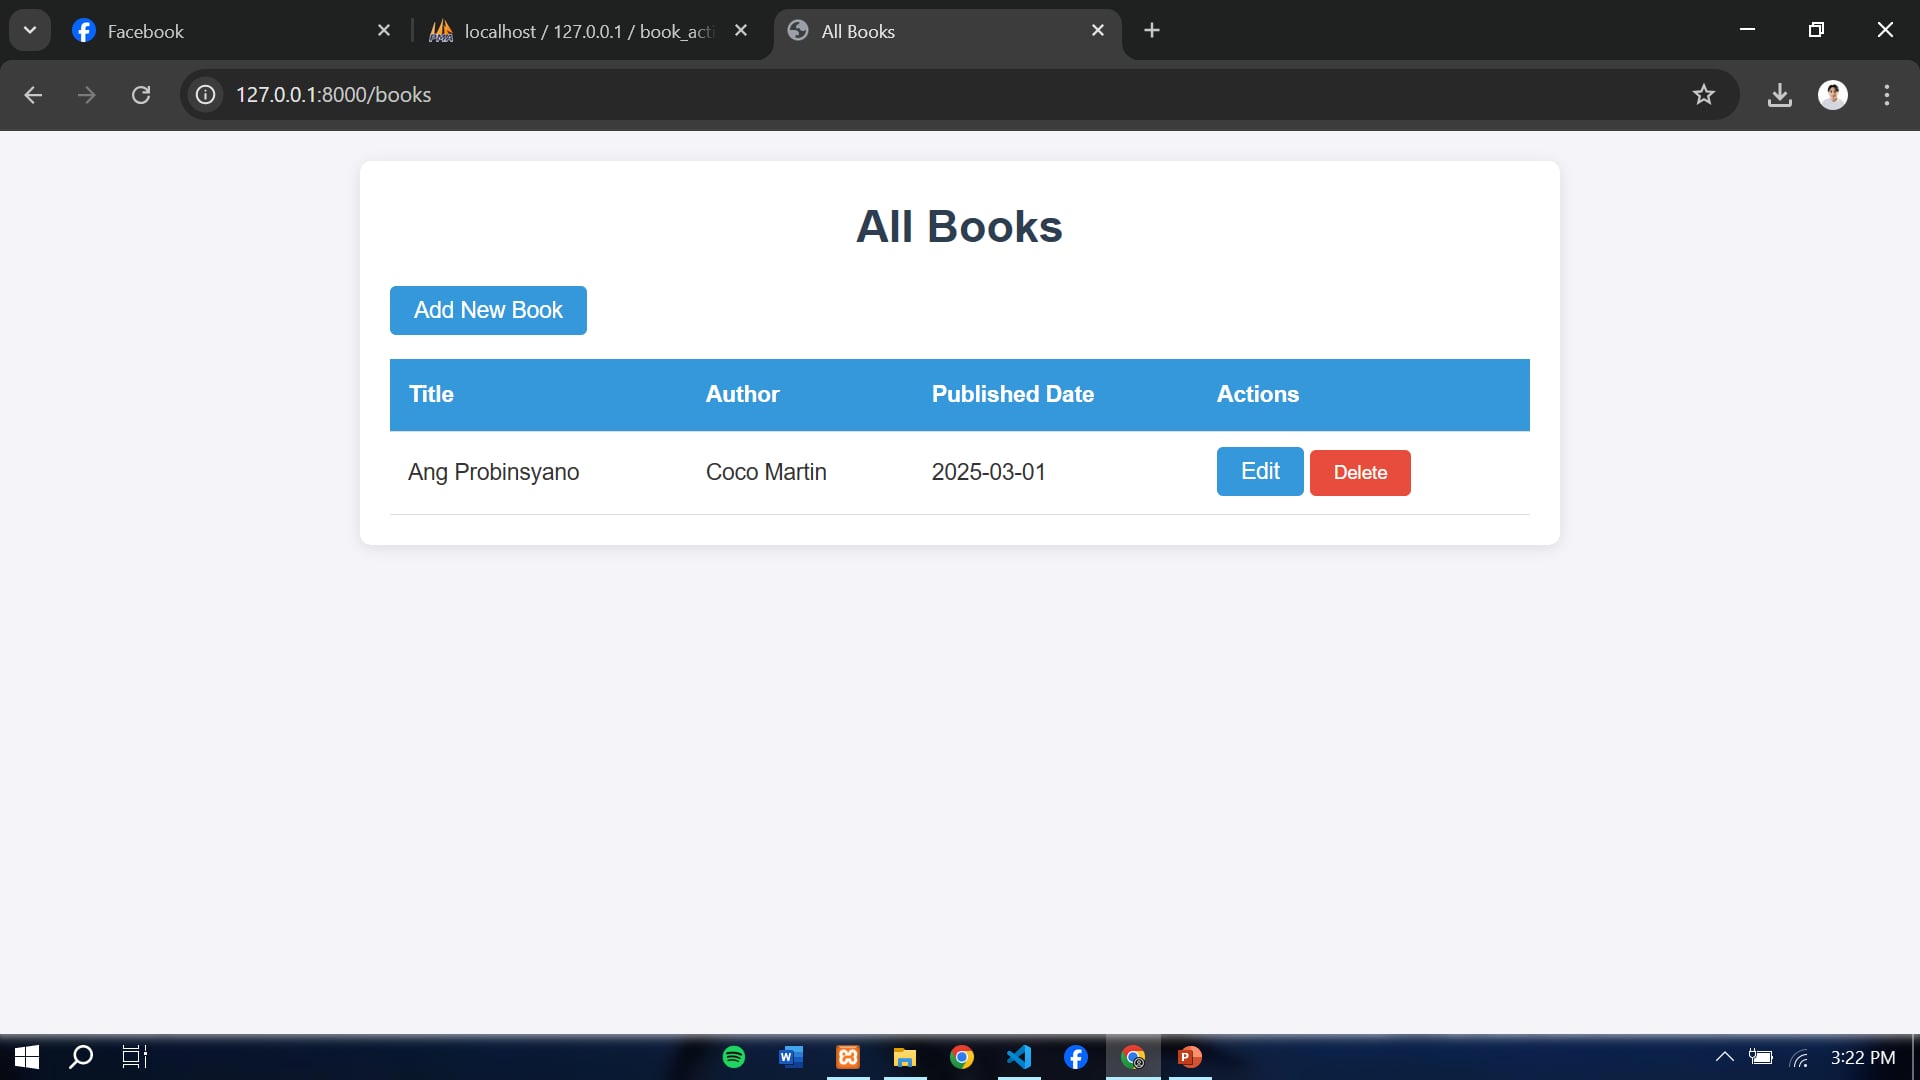 Facebook
localhost / 127.0.0.1 / book_acti
All Books
127.0.0.1:8000/books
All Books
Add New Book
Title Author Published Date Actions
Ang Probinsyano Coco Martin 2025-03-01 Edit Delete
3:22 PM